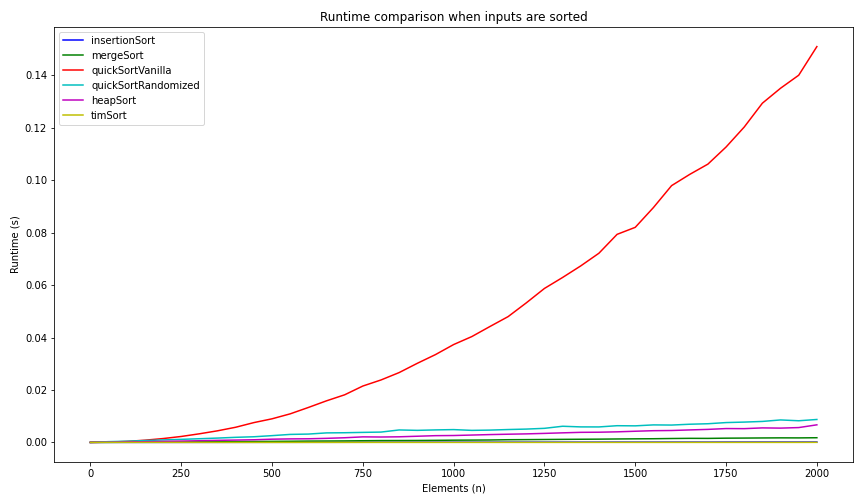 Runtime comparison when inputs are sorted
insertionSort
mergeSort
quickSortVanilla
quickSortRandomized
heapSort
timSort
Runtime (s)
0.14
0.12
0.10
0.08
0.06
0.04
0.02
0.00
0 250 500 750 1000 1250 1500 1750 2000
Elements (n)